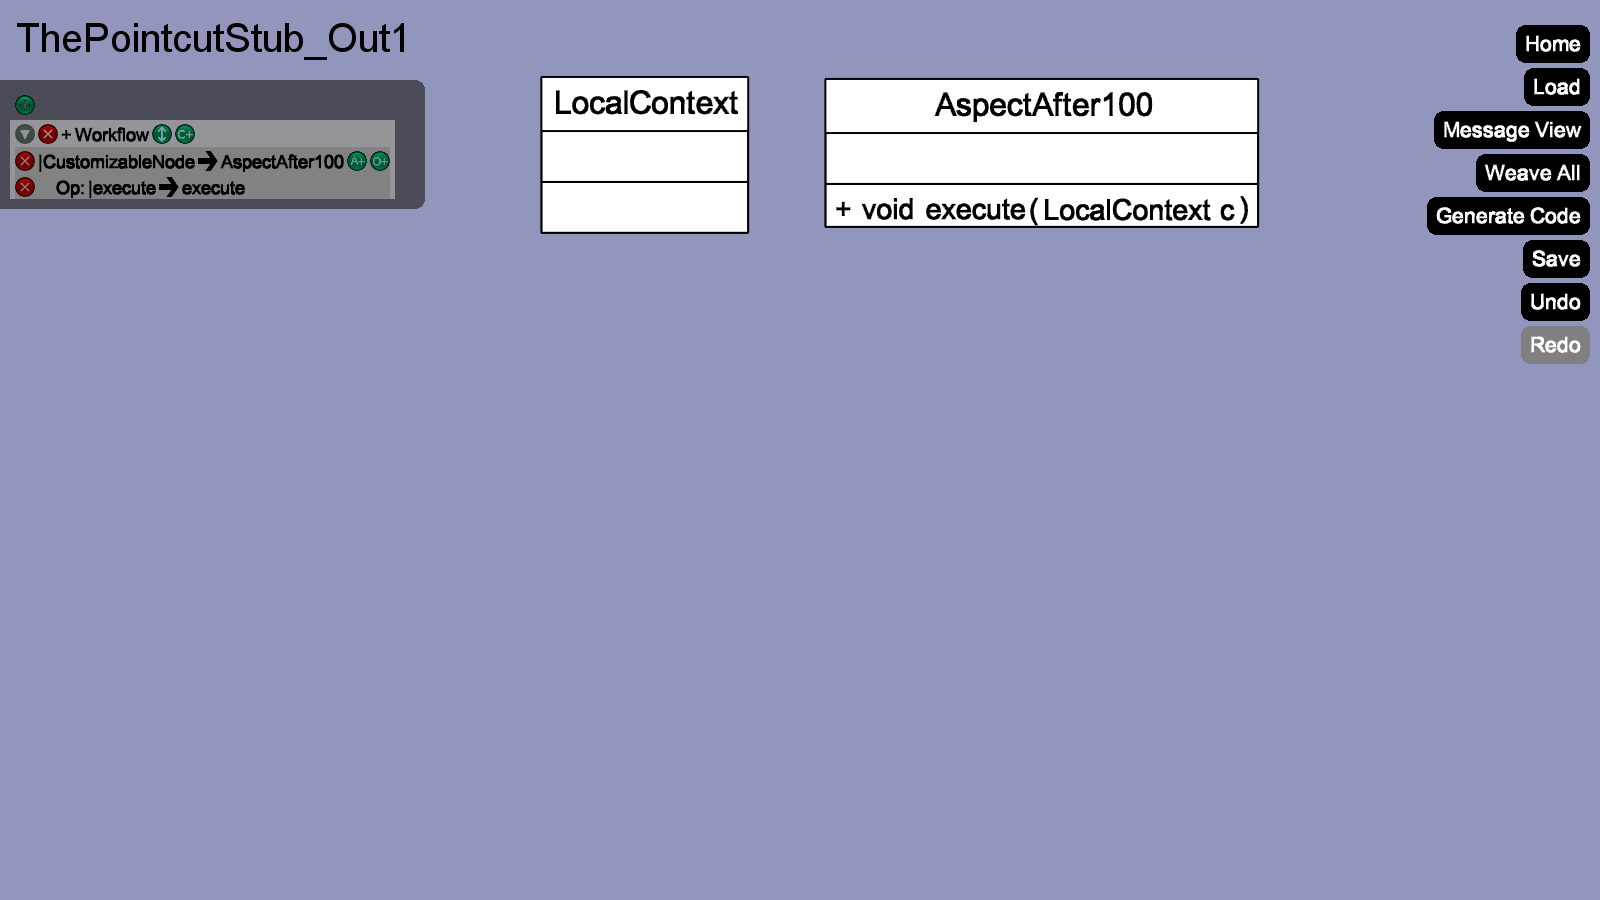 ThePointcutStub_Out1
+ Workflow C+
|CustomizableNode➔AspectAfter100 A+ O+
Op: |execute➔execute
LocalContext
AspectAfter100
+ void execute(LocalContext c)
Home
Load
Message View
Weave All
Generate Code
Save
Undo
Redo